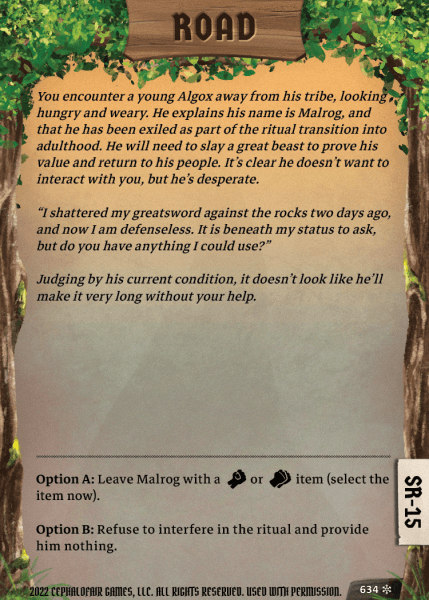 ROAD
You encounter a young Algox away from his tribe, looking
hungry and weary. He explains his name is Malrog, and
that he has been exiled as part of the ritual transition into
adulthood. He will need to slay a great beast to prove his
value and return to his people. It’s clear he doesn’t want to
interact with you, but he’s desperate.
“I shattered my greatsword against the rocks two days ago,
and now I am defenseless. It is beneath my status to ask,
but do you have anything I could use?”
Judging by his current condition, it doesn’t look like he’ll
make it very long without your help.
Option A: Leave Malrog with a or item (select the
item now).
Option B: Refuse to interfere in the ritual and provide
him nothing.
SR-15
2022 CEPHALOFAIR GAMES, LLC. ALL RIGHTS RESERVED. USED WITH PERMISSION.
634